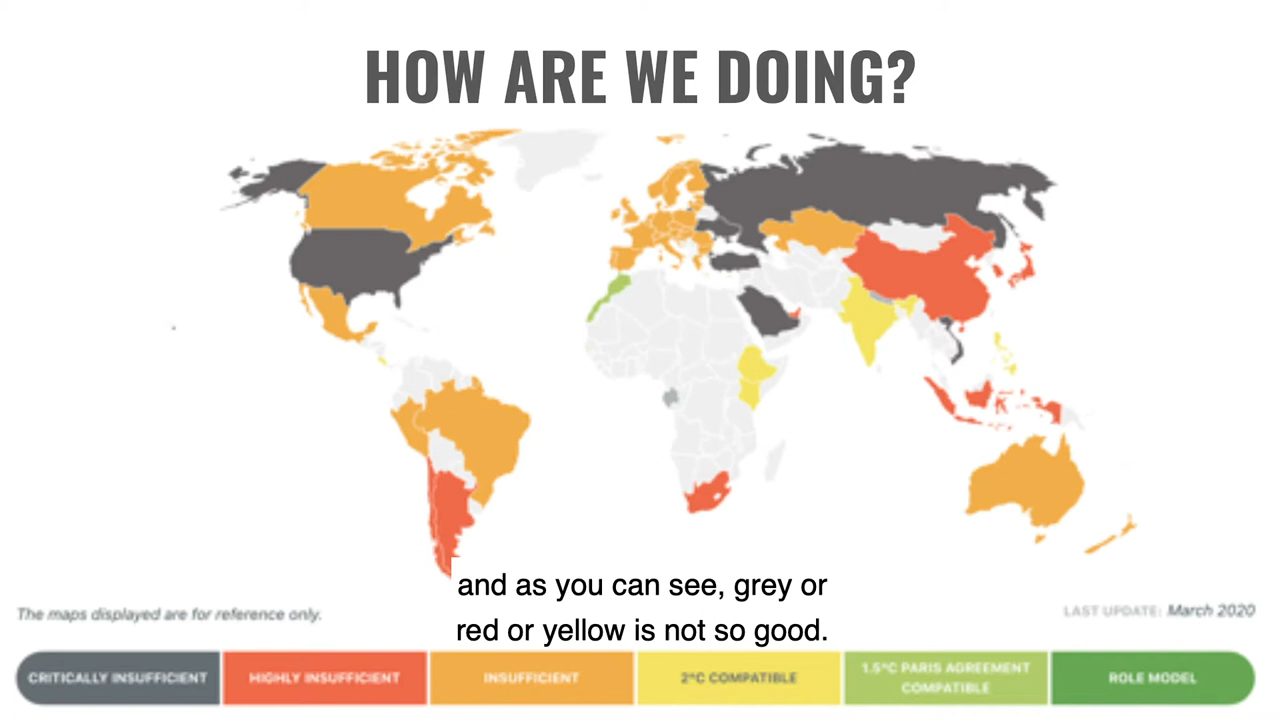 HOW ARE WE DOING?
and as you can see, grey or
red or yellow is not so good.
The maps displayed are for reference only.
LAST UPDATE: March 2020
CRITICALLY INSUFFICIENT
HIGHLY INSUFFICIENT
INSUFFICIENT
2°C COMPATIBLE
1.5°C PARIS AGREEMENT
COMPATIBLE
ROLE MODEL